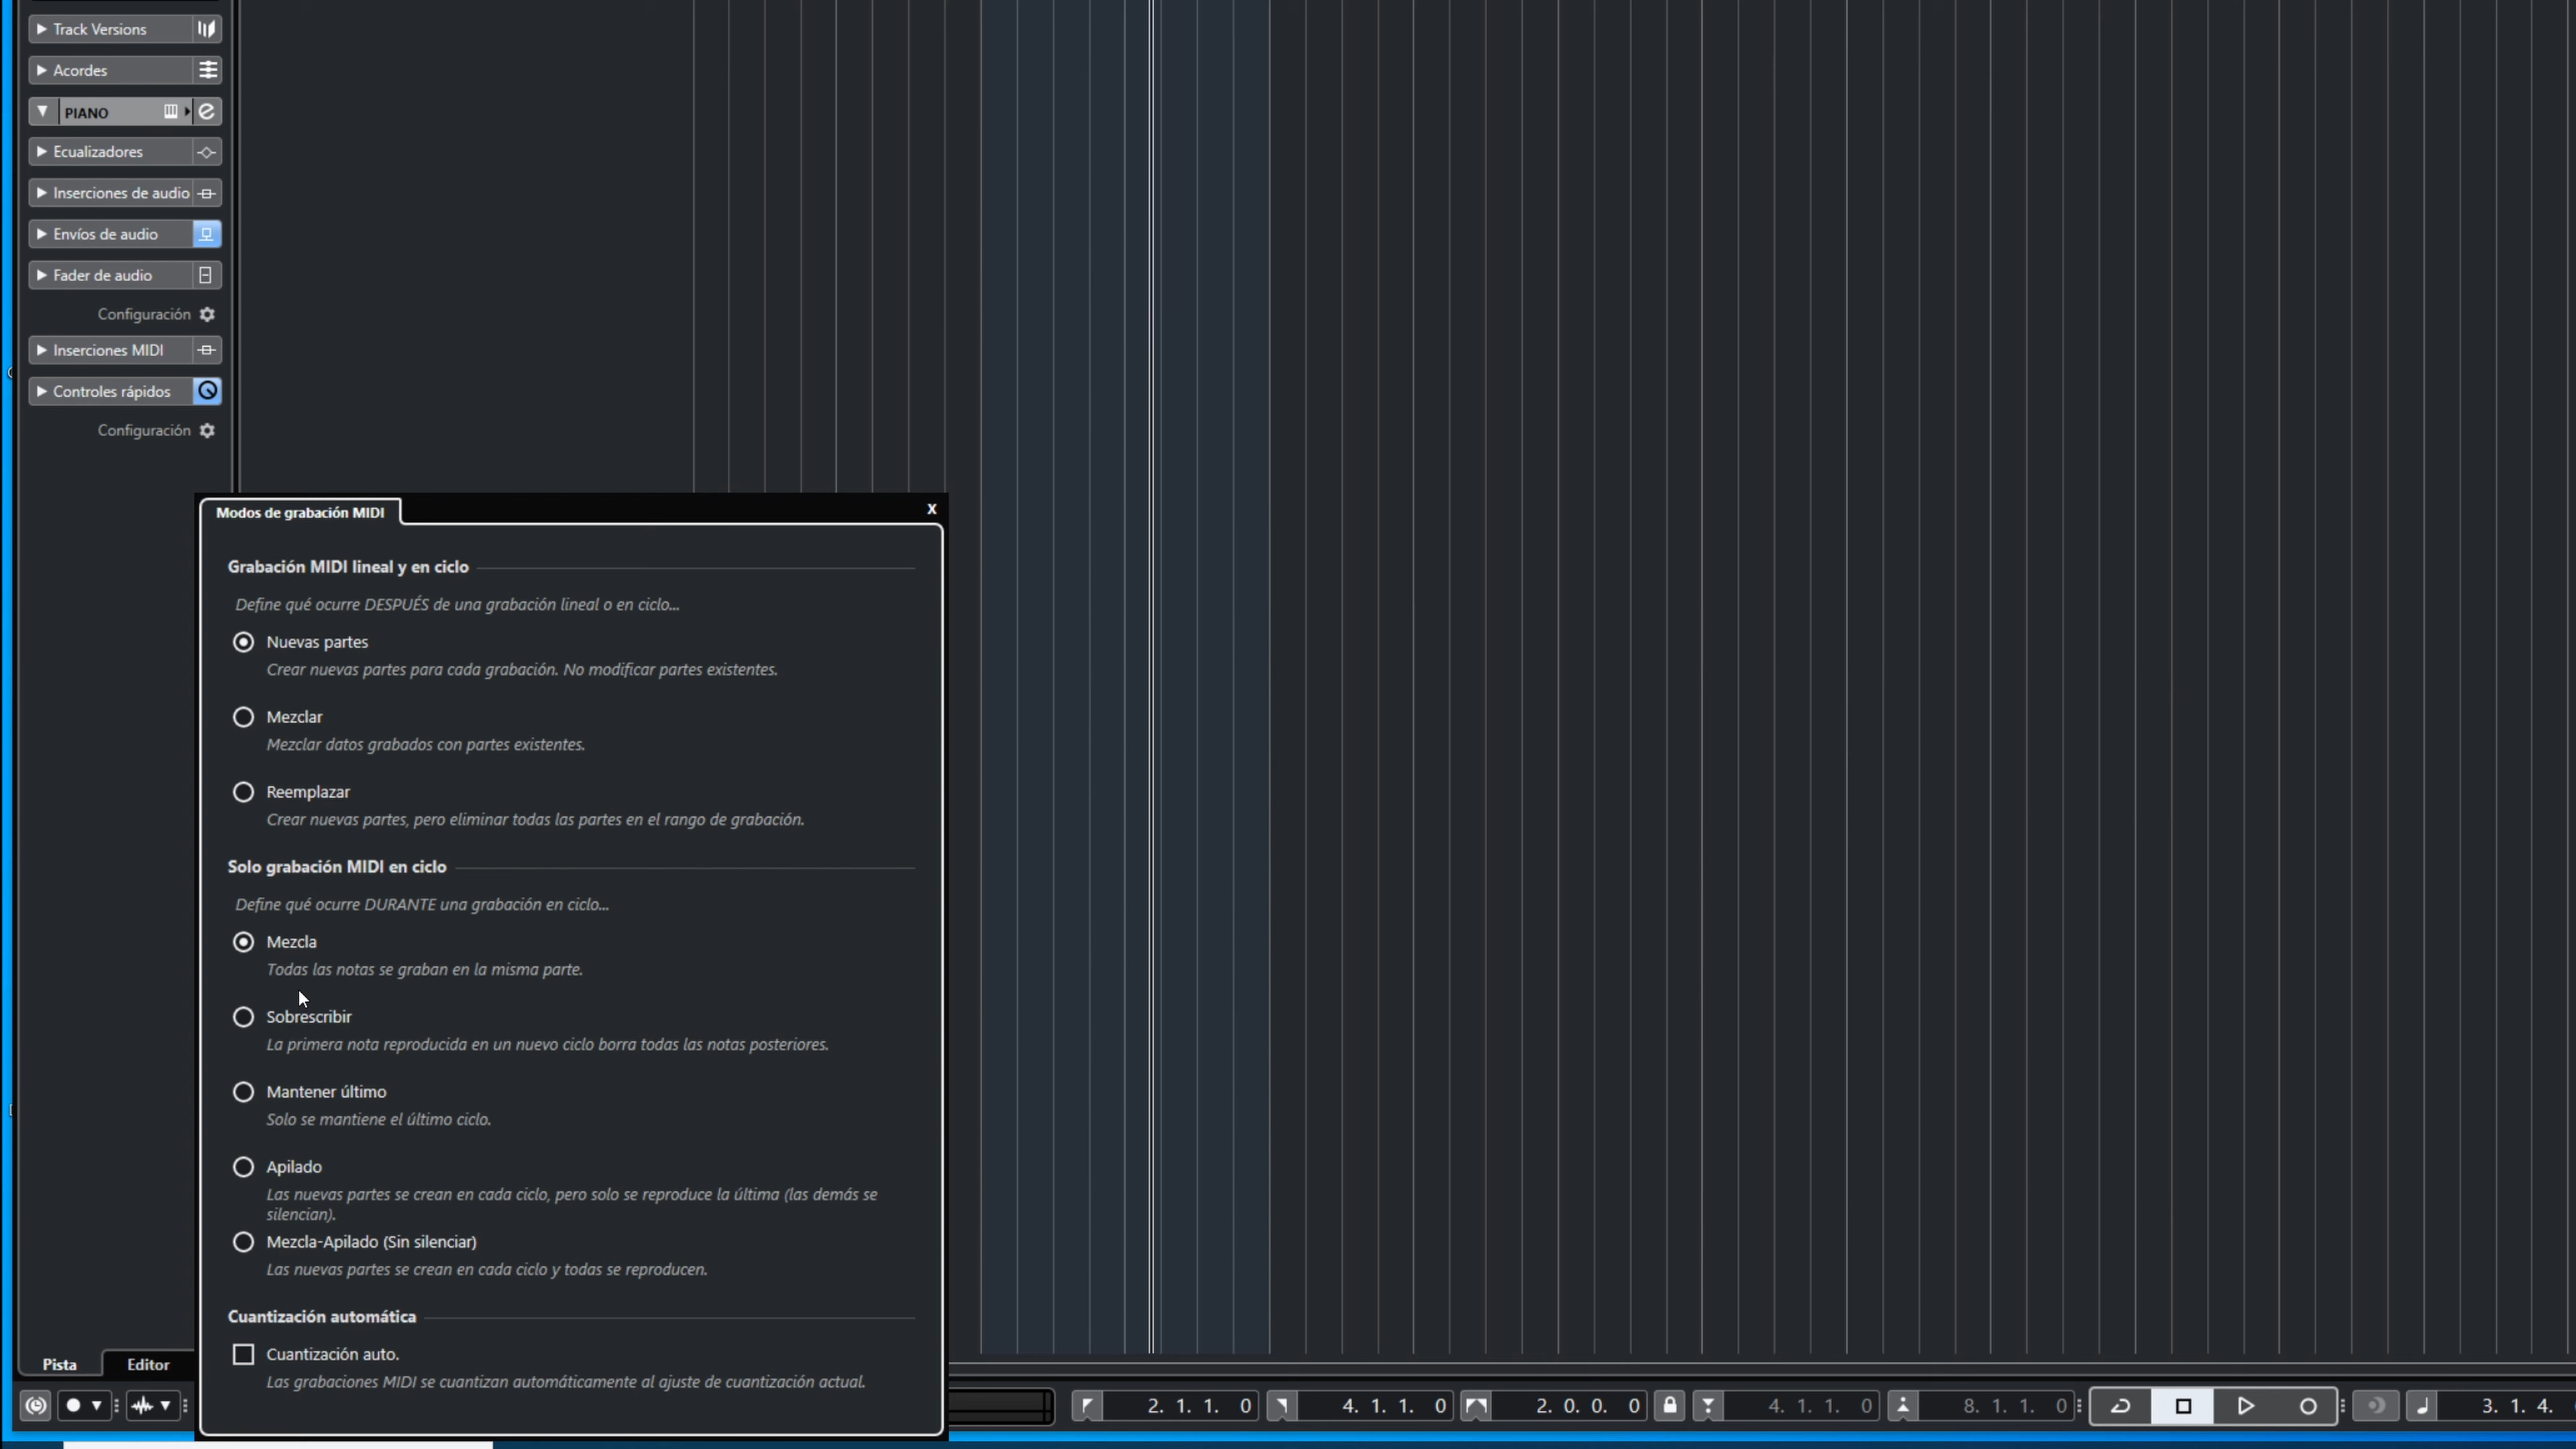 Track Versions
Acordes
PIANO
Ecualizadores
Inserciones de audio
Envíos de audio
Fader de audio
Configuración
Inserciones MIDI
Controles rápidos
Configuración
Modos de grabación MIDI
X
Grabación MIDI lineal y en ciclo
Define qué ocurre DESPUÉS de una grabación lineal o en ciclo...
Nuevas partes
Crear nuevas partes para cada grabación. No modificar partes existentes.
Mezclar
Mezclar datos grabados con partes existentes.
Reemplazar
Crear nuevas partes, pero eliminar todas las partes en el rango de grabación.
Solo grabación MIDI en ciclo
Define qué ocurre DURANTE una grabación en ciclo...
Mezcla
Todas las notas se graban en la misma parte.
Sobrescribir
La primera nota reproducida en un nuevo ciclo borra todas las notas posteriores.
Mantener último
Solo se mantiene el último ciclo.
Apilado
Las nuevas partes se crean en cada ciclo, pero solo se reproduce la última (las demás se
silencian).
Mezcla-Apilado (Sin silenciar)
Las nuevas partes se crean en cada ciclo y todas se reproducen.
Cuantización automática
Cuantización auto.
Las grabaciones MIDI se cuantizan automáticamente al ajuste de cuantización actual.
Pista Editor
2. 1. 1. 0 4. 1. 1. 0 2. 0. 0. 0 4. 1. 1. 0 8. 1. 1. 0 3. 1. 4.